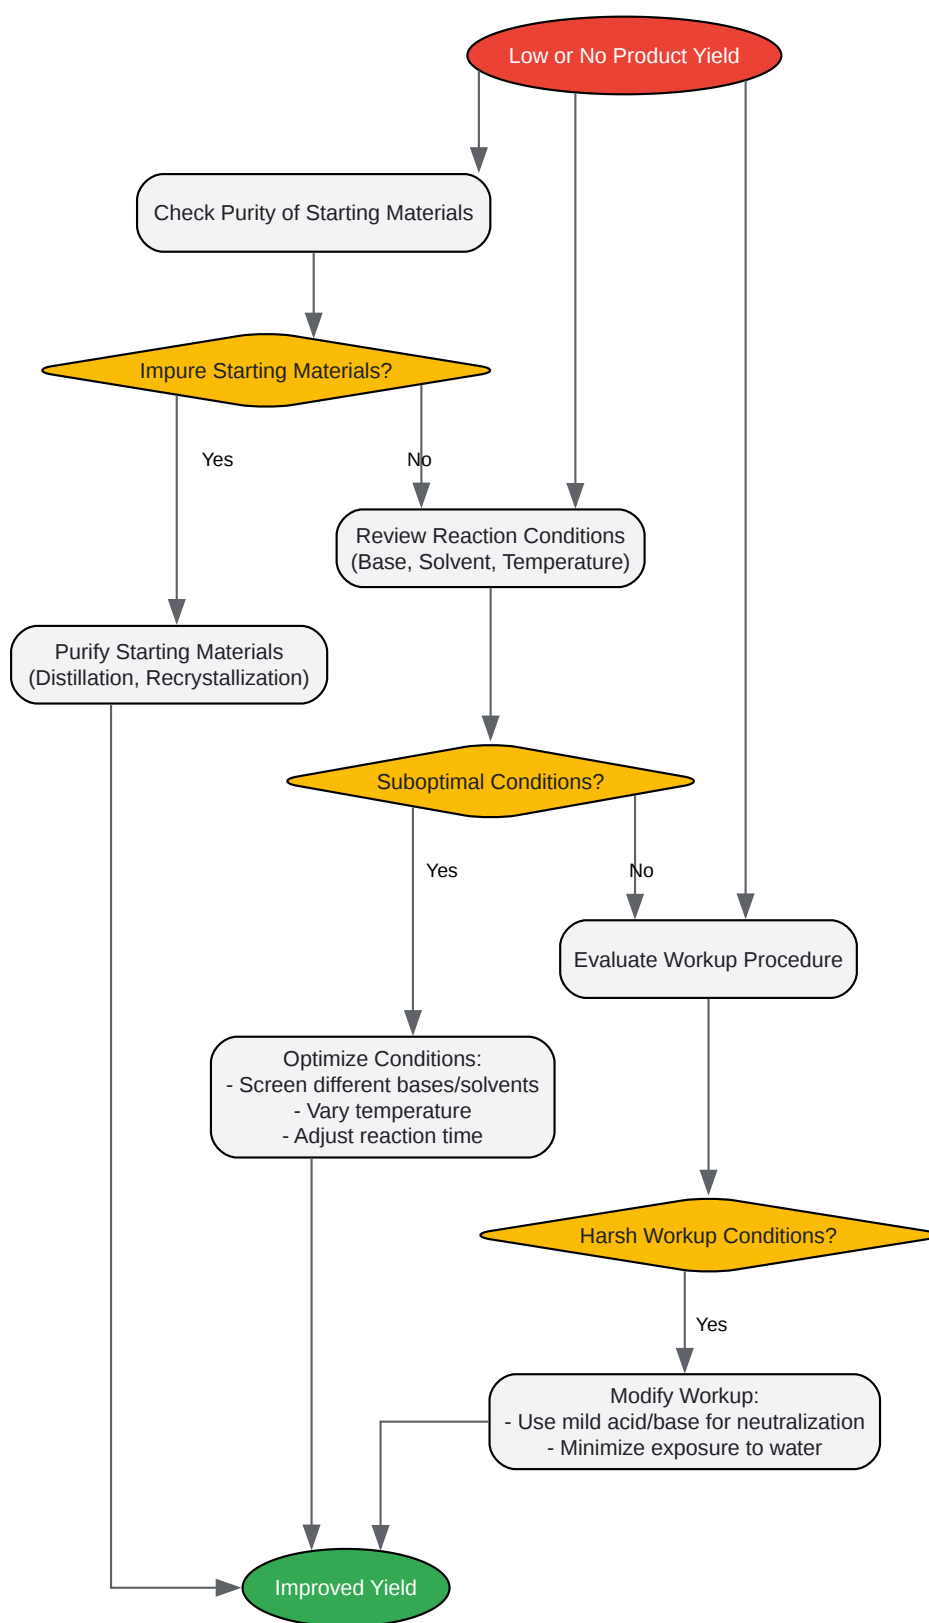 Low or No Product Yield
Check Purity of Starting Materials
Impure Starting Materials?
Yes
No
Review Reaction Conditions
(Base, Solvent, Temperature)
Purify Starting Materials
(Distillation, Recrystallization)
Suboptimal Conditions?
Yes
No
Evaluate Workup Procedure
Optimize Conditions:
- Screen different bases/solvents
- Vary temperature
- Adjust reaction time
Harsh Workup Conditions?
Yes
Modify Workup:
- Use mild acid/base for neutralization
- Minimize exposure to water
Improved Yield